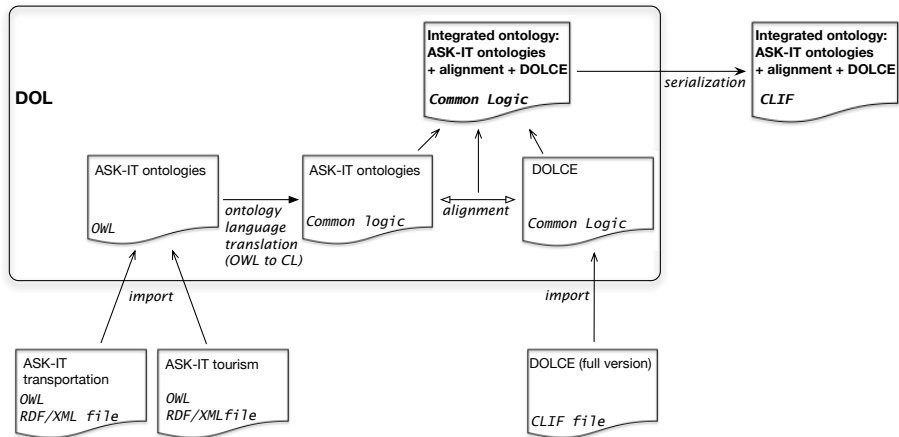 Integrated ontology:
ASK-IT ontologies
+ alignment + DOLCE
Common Logic
serialization
Integrated ontology:
ASK-IT ontologies
+ alignment + DOLCE
CLIF
DOL
ASK-IT ontologies
OWL
ontology
language
translation
(OWL to CL)
ASK-IT ontologies
Common logic
alignment
DOLCE
Common Logic
import
import
ASK-IT
transportation
OWL
RDF/XML file
ASK-IT tourism
OWL
RDF/XMLfile
DOLCE (full version)
CLIF file